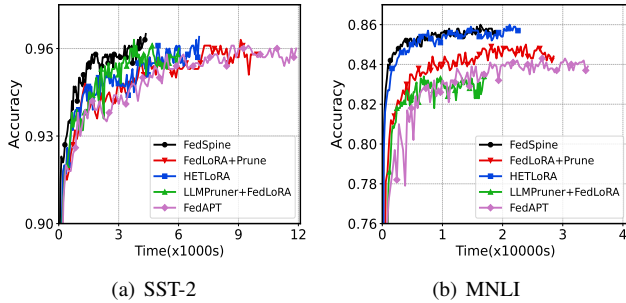 0.96
0.93
0.90
Accuracy
0 3 6 9 12
Time(x1000s)
FedSpine
FedLoRA+Prune
HETLoRA
LLMPruner+FedLoRA
FedAPT
(a) SST-2
0.86
0.84
0.82
0.80
0.78
0.76
Accuracy
0 1 2 3 4
Time(x10000s)
FedSpine
FedLoRA+Prune
HETLoRA
LLMPruner+FedLoRA
FedAPT
(b) MNLI